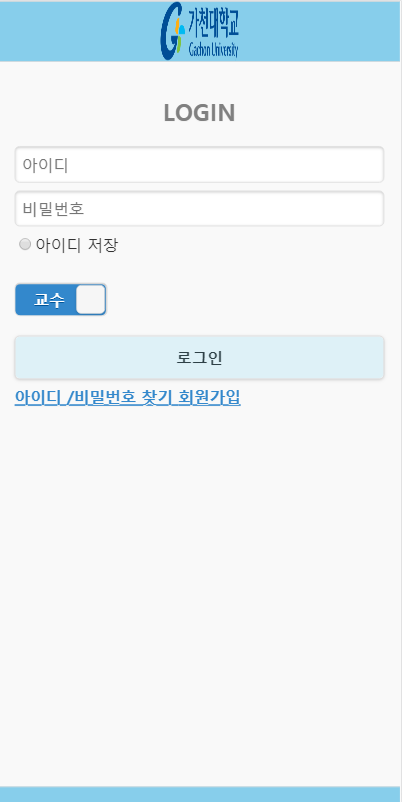 가천대학교
Gachon University
LOGIN
아이디
비밀번호
아이디 저장
교수
로그인
아이디 /비밀번호 찾기 회원가입